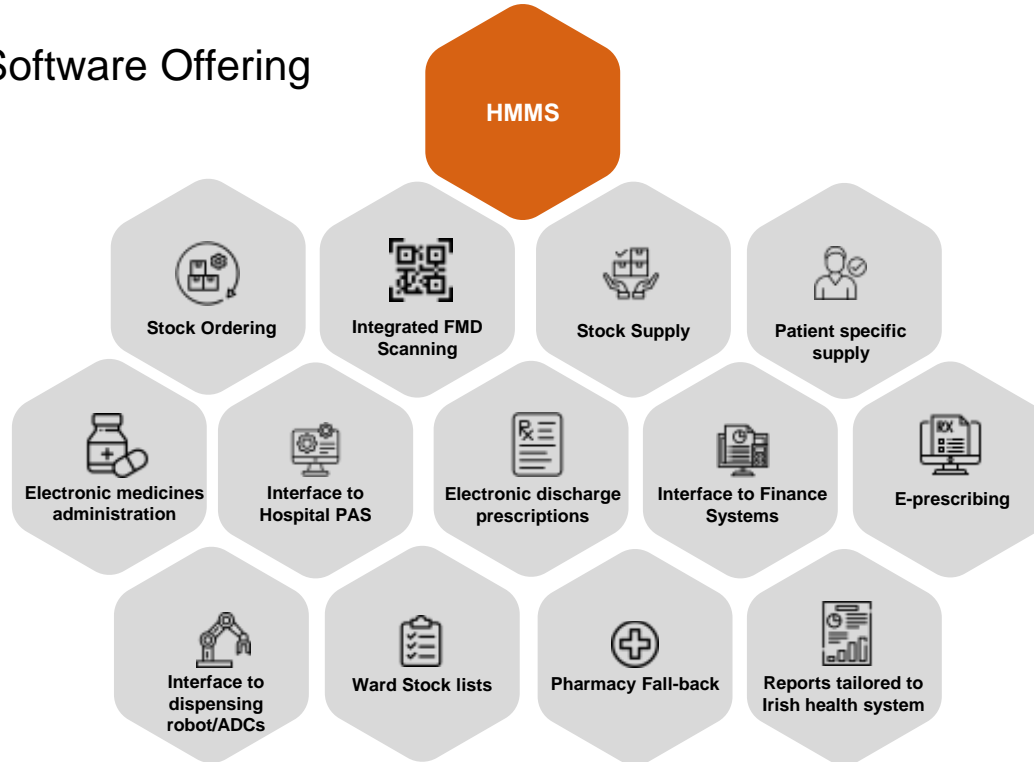 Software Offering
HMMS
Stock Ordering
Integrated FMD
Scanning
Stock Supply
Patient specific
supply
Electronic medicines
administration
Interface to
Hospital PAS
Electronic discharge
prescriptions
Interface to Finance
Systems
E-prescribing
Interface to
dispensing
robot/ADCs
Ward Stock lists
Pharmacy Fall-back
Reports tailored to
Irish health system